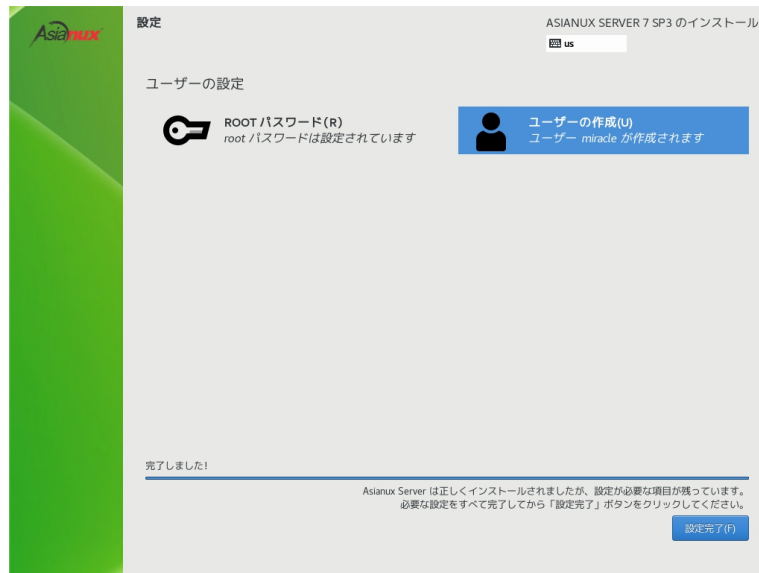 Asianux
設定
ASIANUX SERVER 7 SP3 のインストール
us
ユーザーの設定
ROOT パスワード(R)
root パスワードは設定されています
ユーザーの作成(U)
ユーザー miracle が作成されます
完了しました!
Asianux Server は正しくインストールされましたが、設定が必要な項目が残っています。
必要な設定をすべて完了してから「設定完了」ボタンをクリックしてください。
設定完了(F)